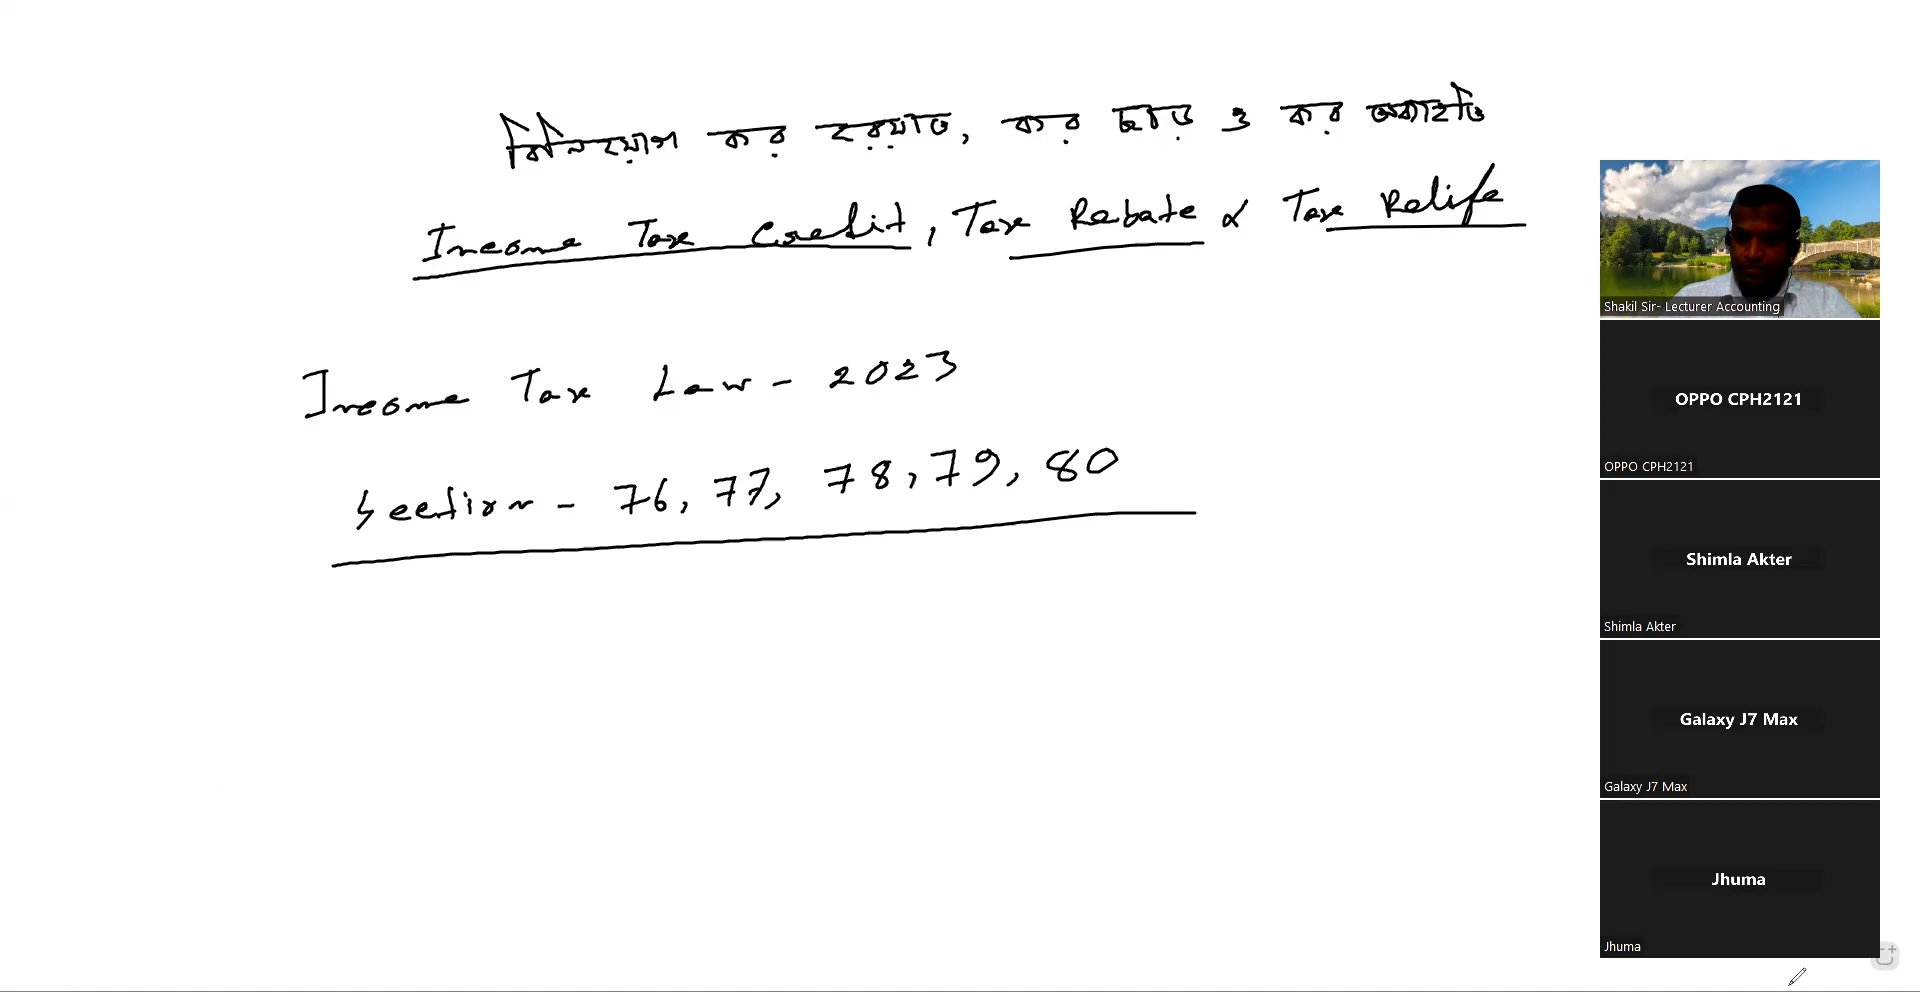 বিনিয়োগ কর রেয়াত, কর ছাড় ও কর অব্যাহতি
Income Tax Credit, Tax Rebate & Tax Relife
Income Tax Law - 2023
Section - 76, 77, 78, 79, 80
Shakil Sir- Lecturer Accounting
OPPO CPH2121
OPPO CPH2121
Shimla Akter
Shimla Akter
Galaxy J7 Max
Galaxy J7 Max
Jhuma
Jhuma